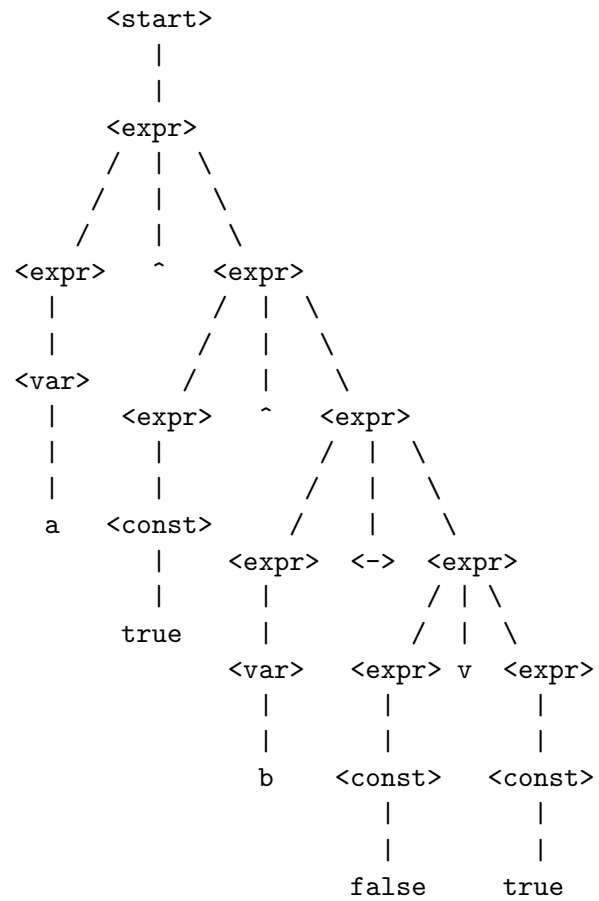 <start>
|
|
<expr>
/ | \
/ | \
/ | \
<expr> ^ <expr>
| / | \
| / | \
<var> / | \
| <expr> ^ <expr>
| | / | \
| | / | \
a <const> / | \
| <expr> <-> <expr>
| | / | \
true | / | \
<var> <expr> v <expr>
| | |
| | |
b <const> <const>
| |
| |
false true